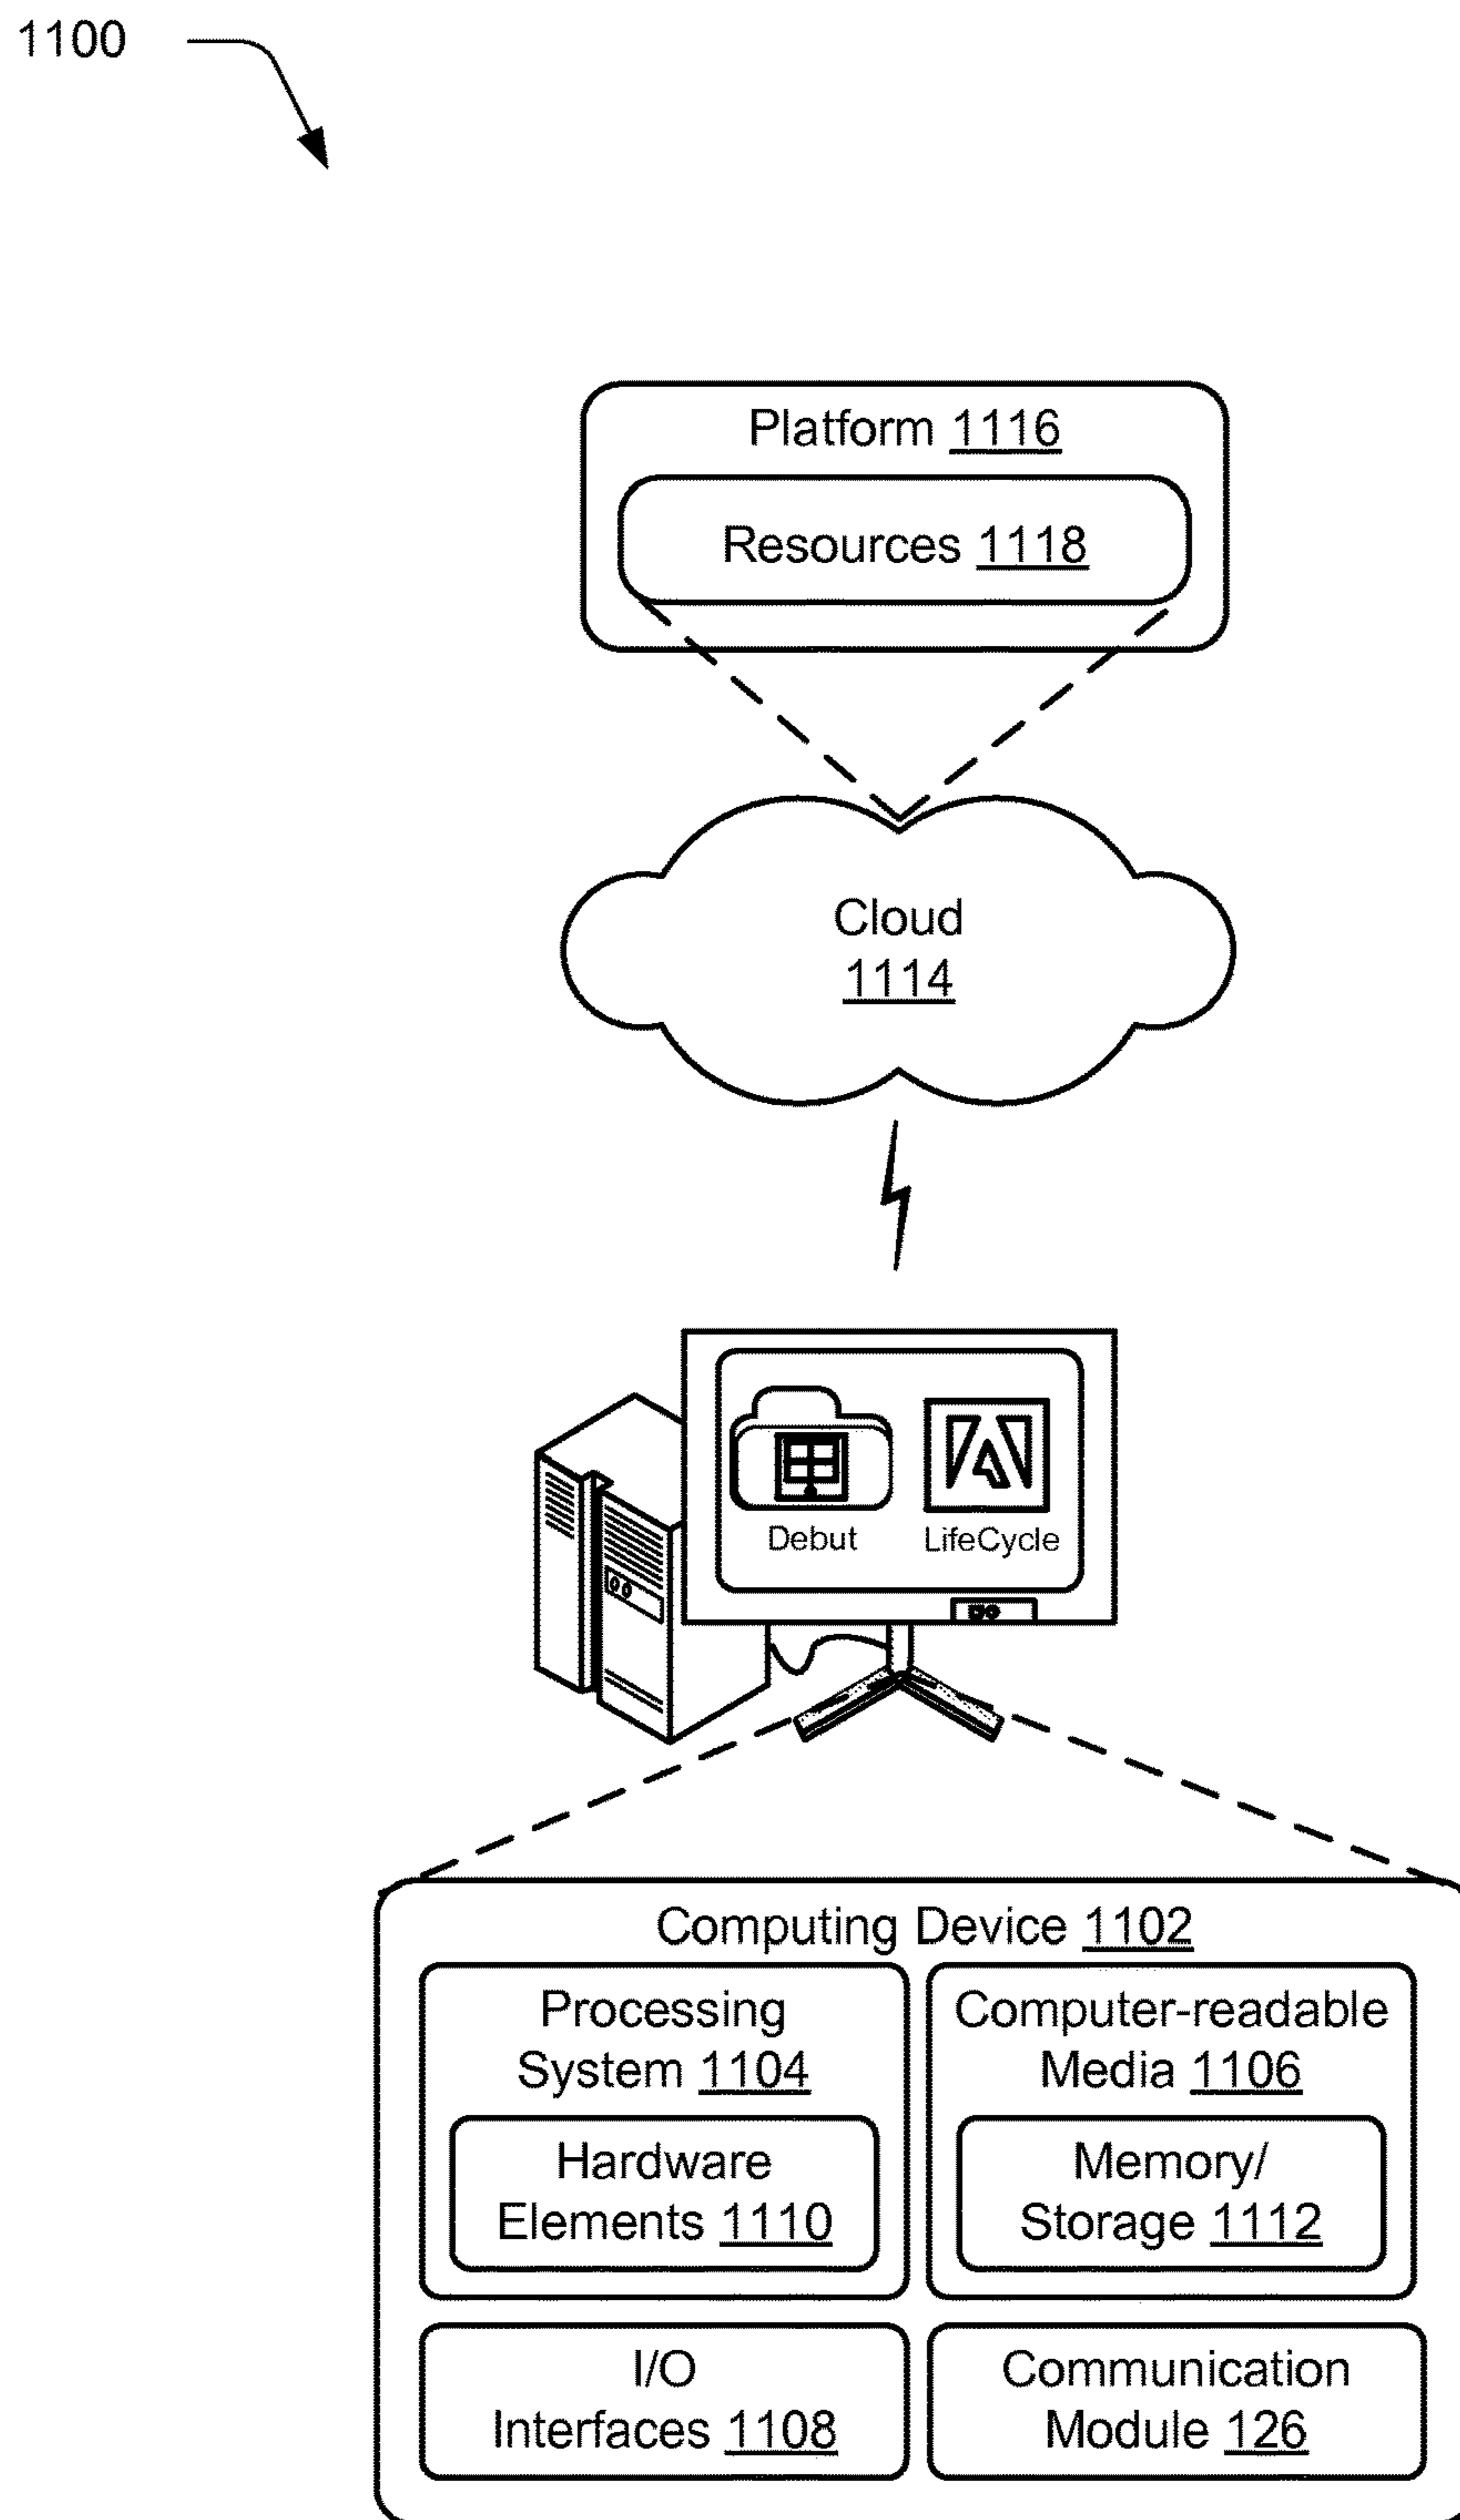 1100
Platform 1116
Resources 1118
Cloud
1114
Debut
LifeCycle
Computing Device 1102
Processing
System 1104
Hardware
Elements 1110
Computer-readable
Media 1106
Memory/
Storage 1112
I/O
Interfaces 1108
Communication
Module 126